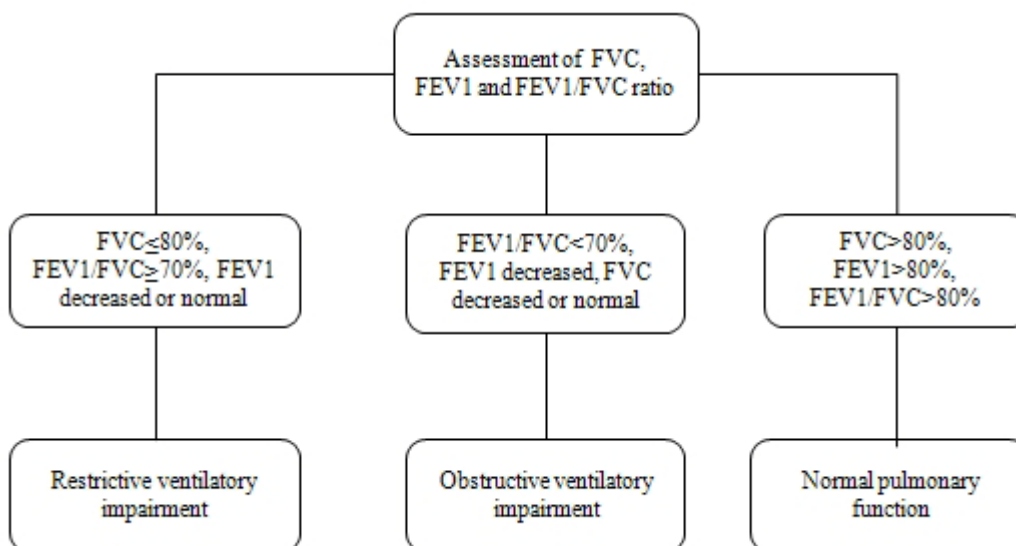 Assessment of FVC,
FEV1 and FEV1/FVC ratio
FVC≤80%,
FEV1/FVC≥70%, FEV1
decreased or normal
FEV1/FVC<70%,
FEV1 decreased, FVC
decreased or normal
FVC>80%,
FEV1>80%,
FEV1/FVC>80%
Restrictive ventilatory
impairment
Obstructive ventilatory
impairment
Normal pulmonary
function